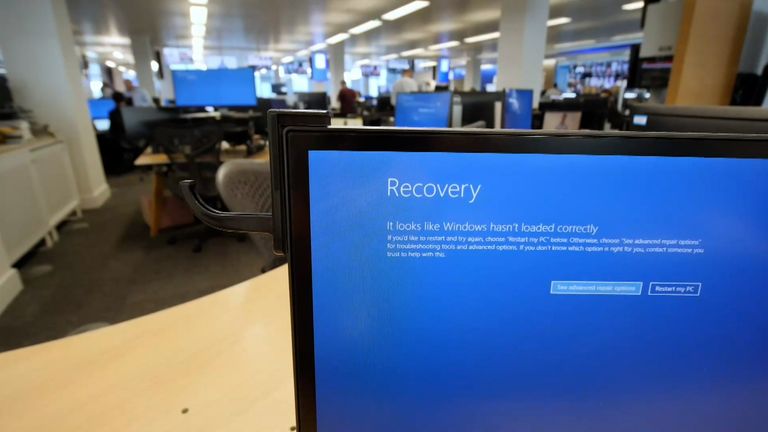 Recovery
It looks like Windows hasn't loaded correctly
If you'd like to restart and try again, choose "Restart my PC" below. Otherwise, choose "See advanced repair options"
for troubleshooting tools and advanced options. If you don't know which option is right for you, contact someone you
trust to help with this.
See advanced repair options Restart my PC